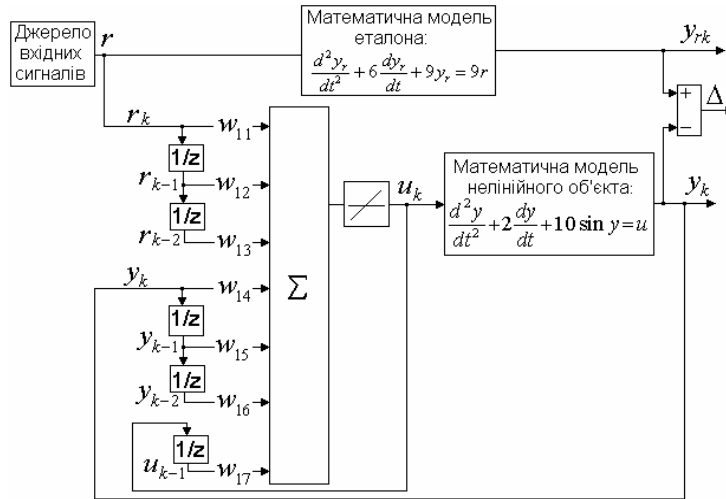 Джерело
вхідних
сигналів
r
Математична модель
еталона:
d²y_r/dt² + 6 dy_r/dt + 9y_r = 9r
y_rk
+
−
Δ
r_k
w_11
1/z
r_k−1
w_12
1/z
r_k−2
w_13
y_k
w_14
1/z
y_k−1
w_15
1/z
y_k−2
w_16
1/z
u_k−1
w_17
Σ
u_k
Математична модель
нелінійного об'єкта:
d²y/dt² + 2 dy/dt + 10 sin y = u
y_k